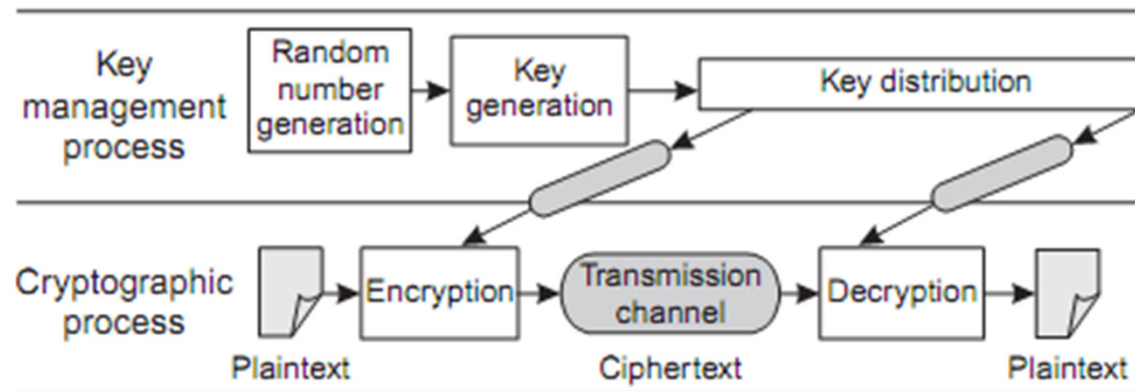 Key
management
process
Random
number
generation
Key
generation
Key distribution
Cryptographic
process
Encryption
Transmission
channel
Decryption
Plaintext
Ciphertext
Plaintext